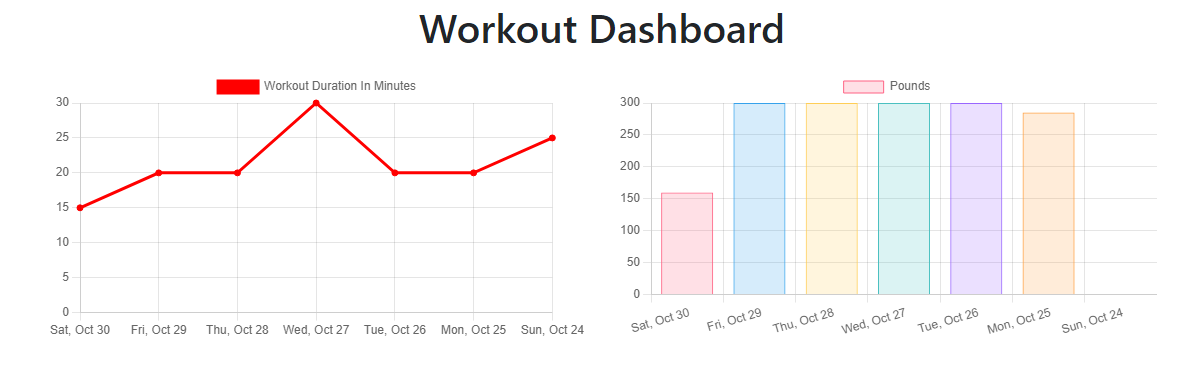 Workout Dashboard
Workout Duration In Minutes
30
25
20
15
10
5
0
Sat, Oct 30 Fri, Oct 29 Thu, Oct 28 Wed, Oct 27 Tue, Oct 26 Mon, Oct 25 Sun, Oct 24
Pounds
300
250
200
150
100
50
0
Sat, Oct 30 Fri, Oct 29 Thu, Oct 28 Wed, Oct 27 Tue, Oct 26 Mon, Oct 25 Sun, Oct 24